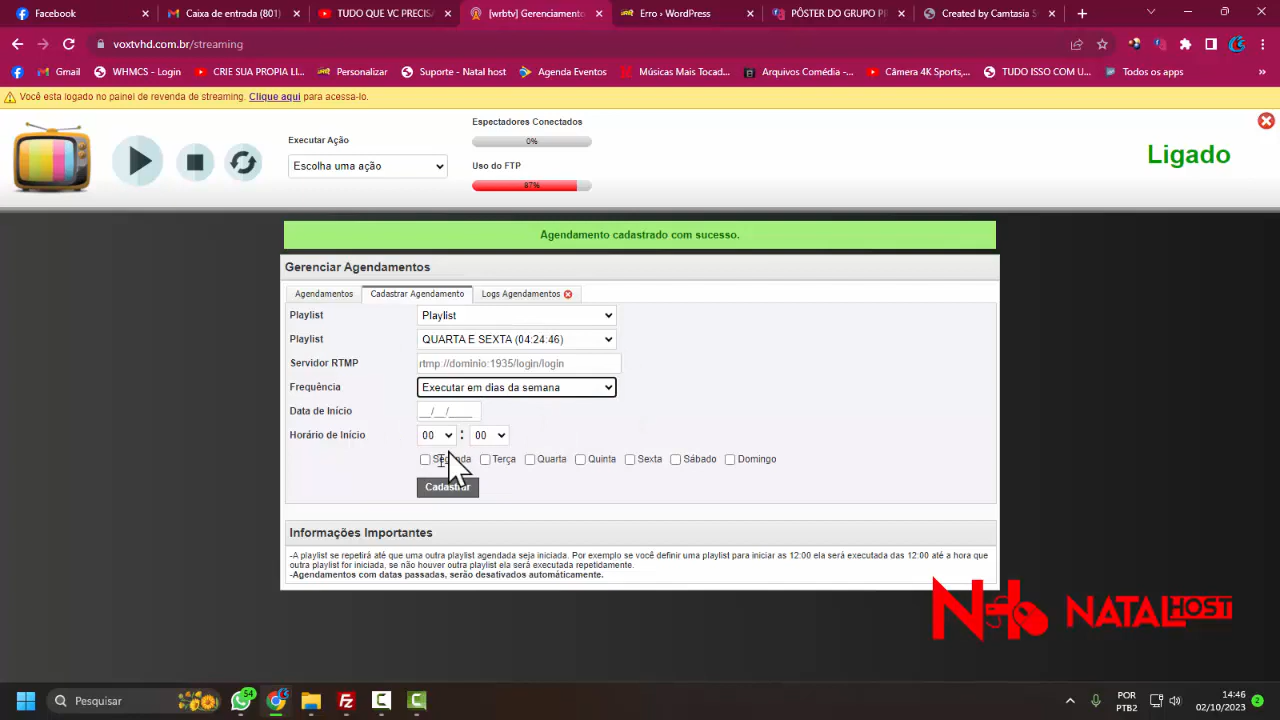 Facebook
Caixa de entrada (801)
TUDO QUE VC PRECISA
[wrbtv] Gerenciamento
Erro › WordPress
PÔSTER DO GRUPO PI
Created by Camtasia S
voxtvhd.com.br/streaming
Gmail
WHMCS - Login
CRIE SUA PROPIA LI...
Personalizar
Suporte - Natal host
Agenda Eventos
Músicas Mais Tocad...
Arquivos Comédia -...
Câmera 4K Sports,...
TUDO ISSO COM U...
Todos os apps
Você esta logado no painel de revenda de streaming. Clique aqui para acessa-lo.
Executar Ação
Escolha uma ação
Espectadores Conectados
0%
Uso do FTP
87%
Ligado
Agendamento cadastrado com sucesso.
Gerenciar Agendamentos
Agendamentos
Cadastrar Agendamento
Logs Agendamentos
Playlist
Playlist
Playlist
QUARTA E SEXTA (04:24:46)
Servidor RTMP
rtmp://dominio:1935/login/login
Frequência
Executar em dias da semana
Data de Início
__/__/____
Horário de Início
00 : 00
Segunda Terça Quarta Quinta Sexta Sábado Domingo
Cadastrar
Informações Importantes
-A playlist se repetirá até que uma outra playlist agendada seja iniciada. Por exemplo se você definir uma playlist para iniciar as 12:00 ela será executada das 12:00 até a hora que
outra playlist for iniciada, se não houver outra playlist ela será executada repetidamente.
-Agendamentos com datas passadas, serão desativados automáticamente.
NATALHOST
Pesquisar
54
POR
PTB2
14:46
02/10/2023
2